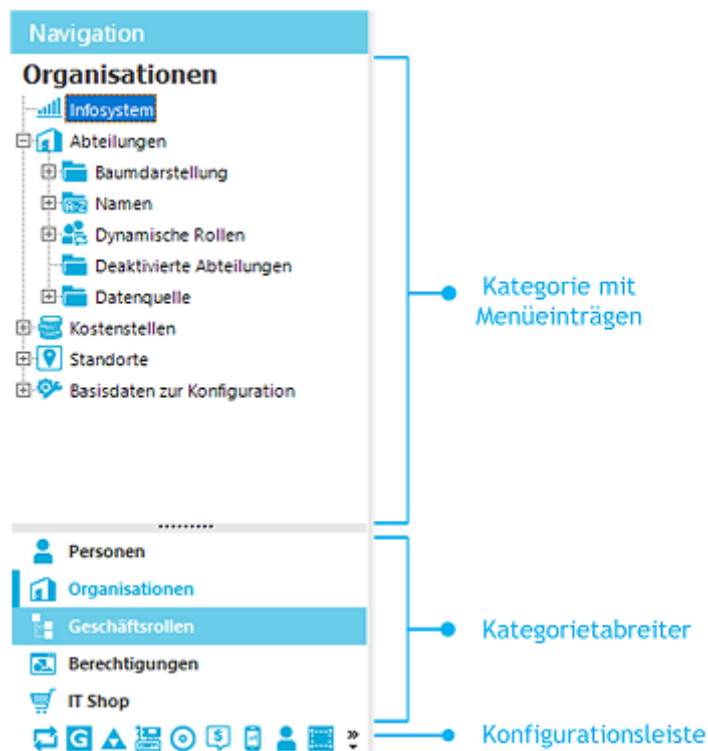 Navigation
Organisationen
Infosystem
Abteilungen
Baumdarstellung
A-Z
Namen
Dynamische Rollen
Deaktivierte Abteilungen
Datenquelle
Kostenstellen
Standorte
Basisdaten zur Konfiguration
Kategorie mit
Menüeinträgen
Personen
Organisationen
Geschäftsrollen
Berechtigungen
IT Shop
Kategorietabreiter
G
$
»
Konfigurationsleiste